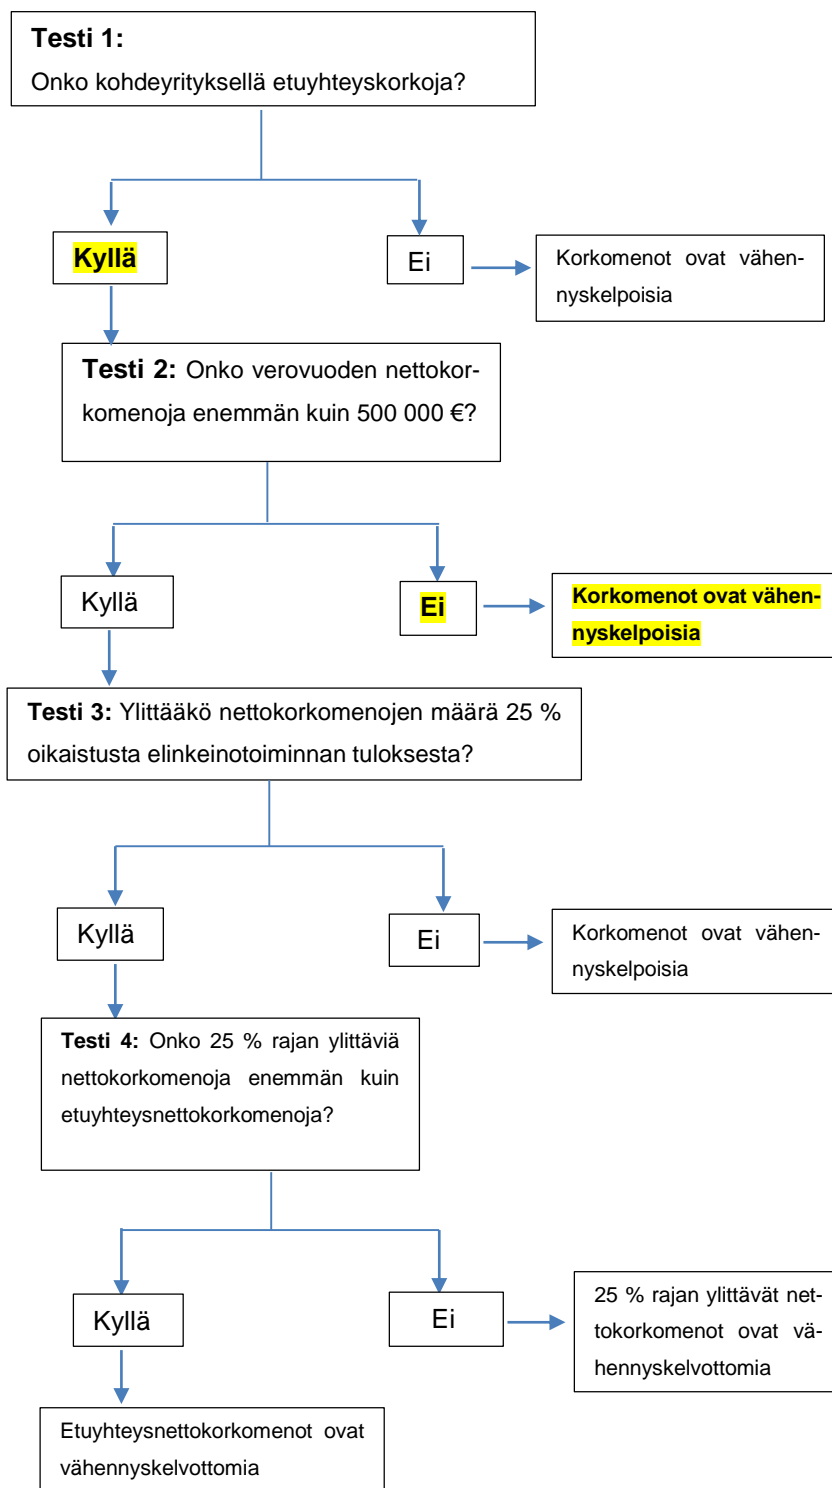 Testi 1:
Onko kohdeyrityksellä etuyhteyskorkoja?
Kyllä
Ei
Korkomenot ovat vähen-
nyskelpoisia
Testi 2: Onko verovuoden nettokor-
komenoja enemmän kuin 500 000 €?
Kyllä
Ei
Korkomenot ovat vähen-
nyskelpoisia
Testi 3: Ylittääkö nettokorkomenojen määrä 25 %
oikaistusta elinkeinotoiminnan tuloksesta?
Kyllä
Ei
Korkomenot ovat vähen-
nyskelpoisia
Testi 4: Onko 25 % rajan ylittäviä
nettokorkomenoja enemmän kuin
etuyhteysnettokorkomenoja?
Kyllä
Ei
25 % rajan ylittävät net-
tokorkomenot ovat vä-
hennyskelvottomia
Etuyhteysnettokorkomenot ovat
vähennyskelvottomia